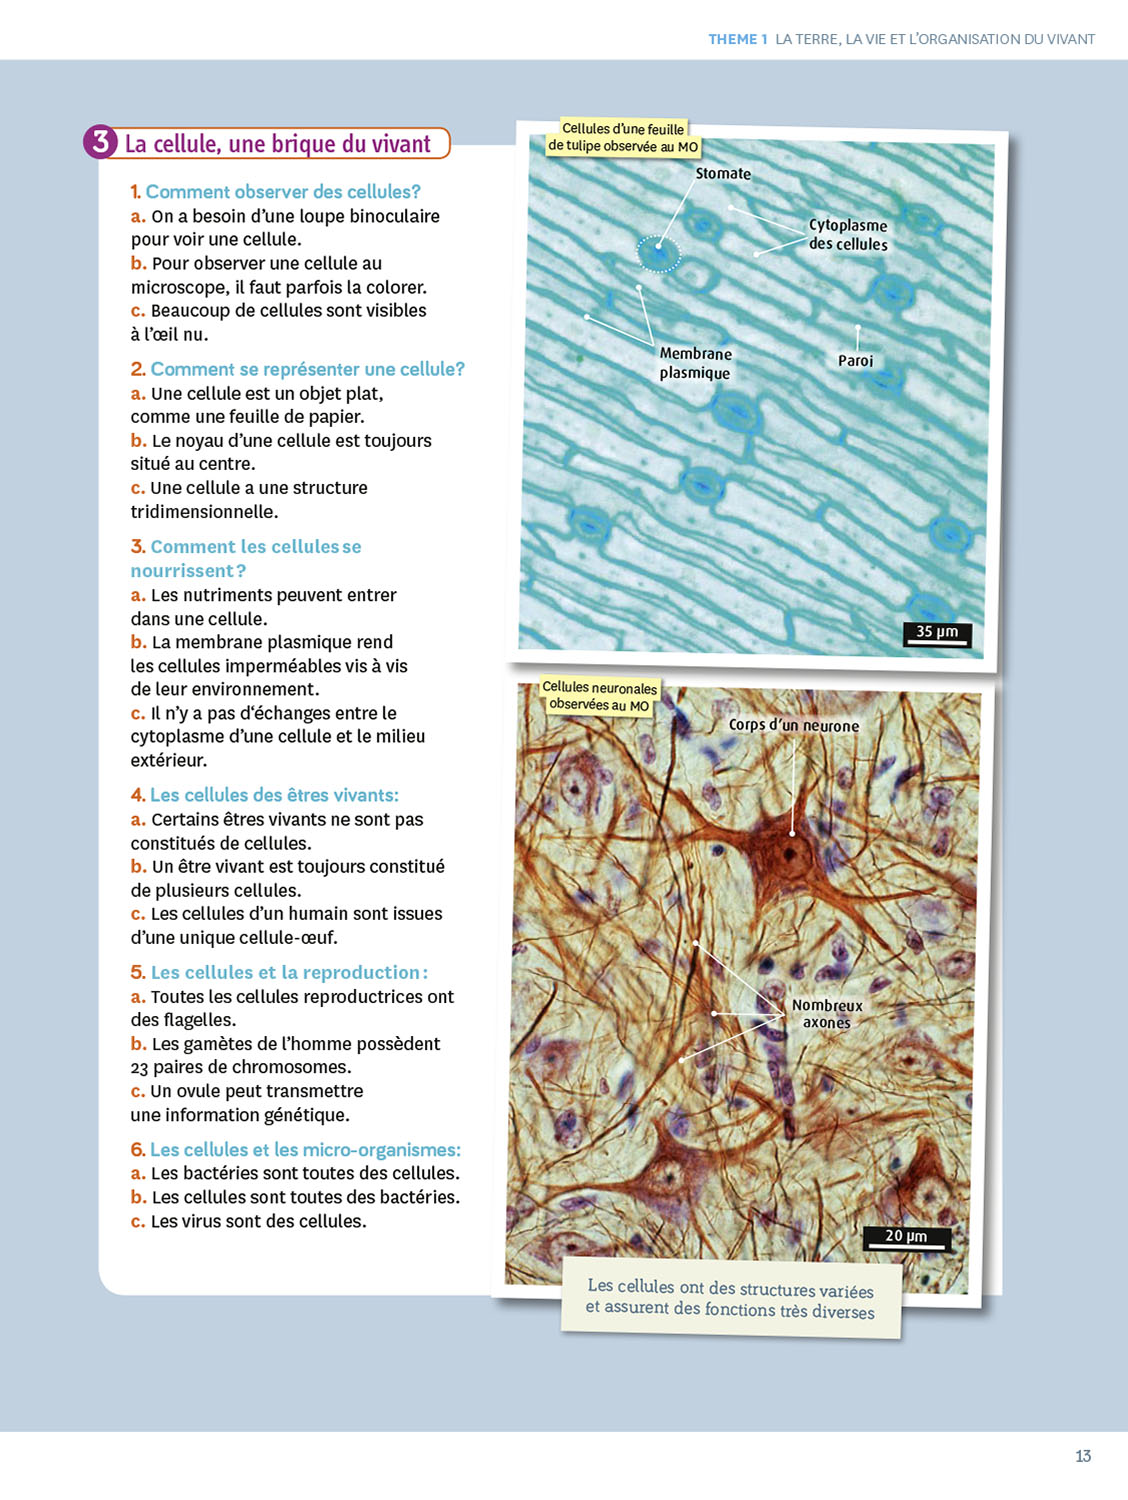 THEME 1 LA TERRE, LA VIE ET L'ORGANISATION DU VIVANT
3 La cellule, une brique du vivant
1. Comment observer des cellules?
a. On a besoin d'une loupe binoculaire
pour voir une cellule.
b. Pour observer une cellule au
microscope, il faut parfois la colorer.
c. Beaucoup de cellules sont visibles
à l'œil nu.
2. Comment se représenter une cellule?
a. Une cellule est un objet plat,
comme une feuille de papier.
b. Le noyau d'une cellule est toujours
situé au centre.
c. Une cellule a une structure
tridimensionnelle.
3. Comment les cellules se
nourrissent?
a. Les nutriments peuvent entrer
dans une cellule.
b. La membrane plasmique rend
les cellules imperméables vis à vis
de leur environnement.
c. Il n'y a pas d'échanges entre le
cytoplasme d'une cellule et le milieu
extérieur.
4. Les cellules des êtres vivants:
a. Certains êtres vivants ne sont pas
constitués de cellules.
b. Un être vivant est toujours constitué
de plusieurs cellules.
c. Les cellules d'un humain sont issues
d'une unique cellule-œuf.
5. Les cellules et la reproduction:
a. Toutes les cellules reproductrices ont
des flagelles.
b. Les gamètes de l'homme possèdent
23 paires de chromosomes.
c. Un ovule peut transmettre
une information génétique.
6. Les cellules et les micro-organismes:
a. Les bactéries sont toutes des cellules.
b. Les cellules sont toutes des bactéries.
c. Les virus sont des cellules.
Cellules d'une feuille
de tulipe observée au MO
Stomate
Cytoplasme
des cellules
Membrane
plasmique
Paroi
35 µm
Cellules neuronales
observées au MO
Corps d'un neurone
Nombreux
axones
20 µm
Les cellules ont des structures variées
et assurent des fonctions très diverses
13